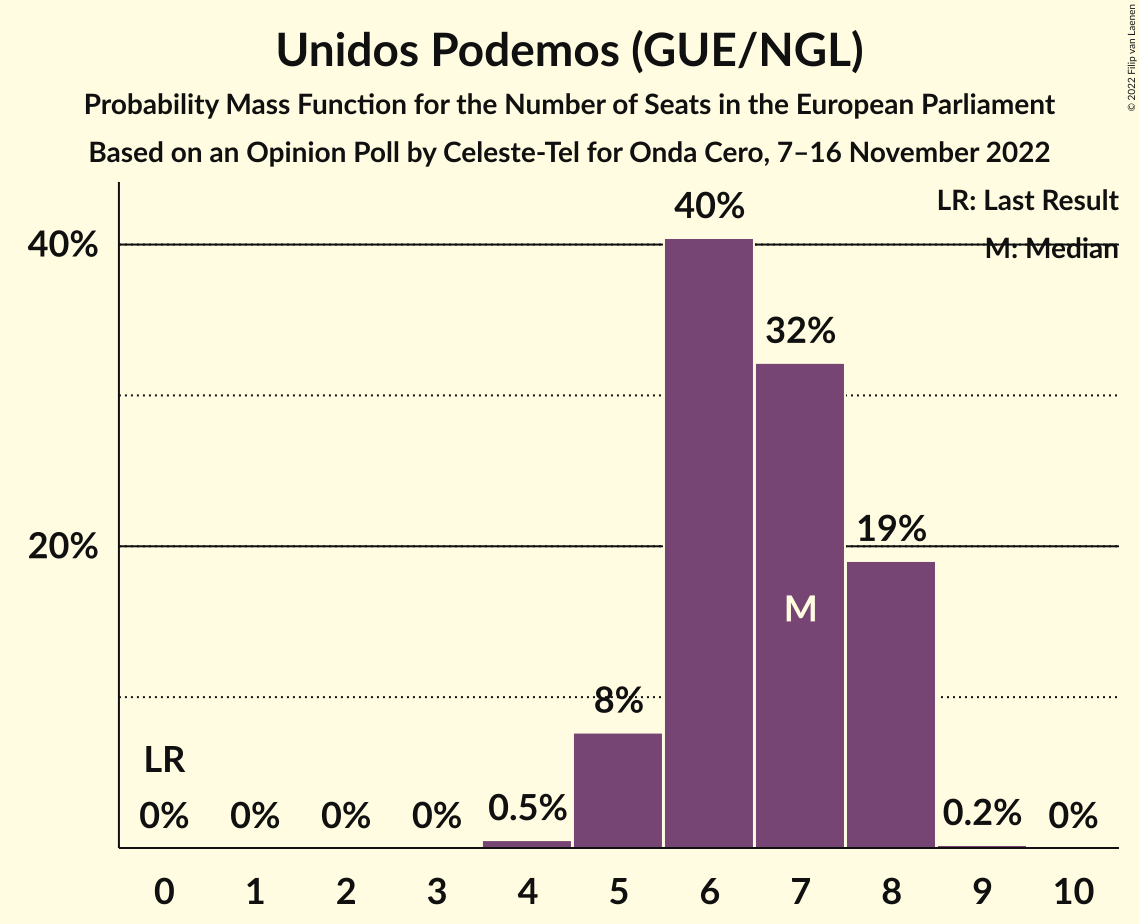 Unidos Podemos (GUE/NGL)
Probability Mass Function for the Number of Seats in the European Parliament
Based on an Opinion Poll by Celeste-Tel for Onda Cero, 7–16 November 2022
© 2022 Filip van Laenen
LR: Last Result
M: Median
40%
20%
40%
32%
19%
M
8%
LR
0%
0%
0%
0%
0.5%
0.2%
0%
0 1 2 3 4 5 6 7 8 9 10